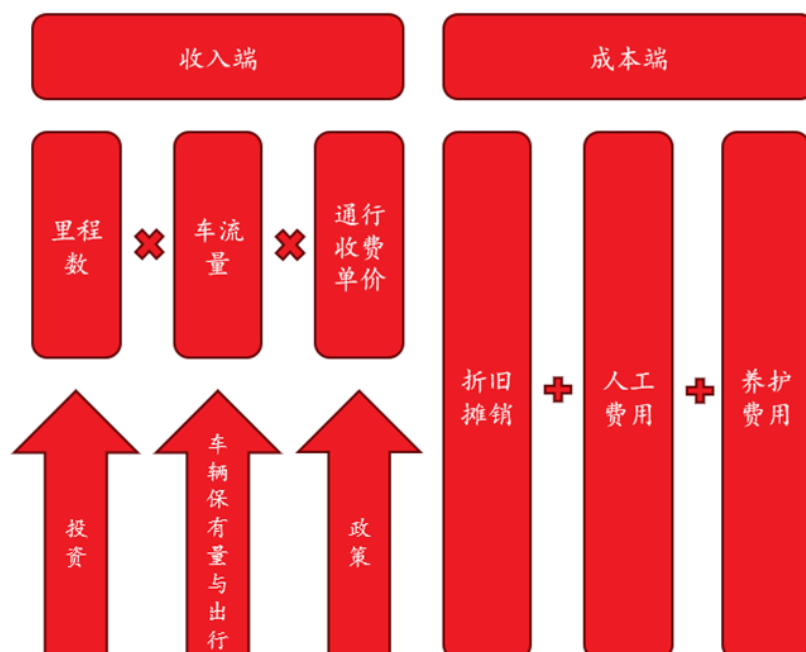 收入端
成本端
里程
数
车流
量
通行
收费
单价
折旧
摊销
人工
费用
养护
费用
投
资
车
辆
保
有
量
与
出
行
政
策